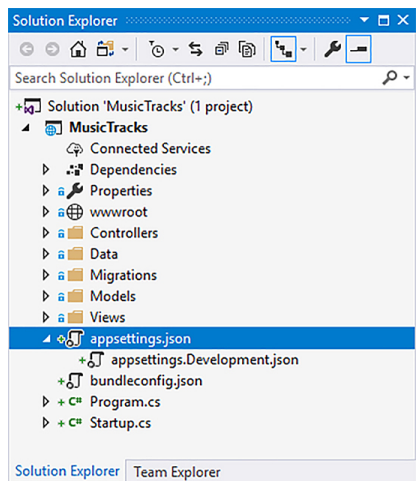 Solution Explorer
Search Solution Explorer (Ctrl+;)
Solution 'MusicTracks' (1 project)
MusicTracks
Connected Services
Dependencies
Properties
wwwroot
Controllers
Data
Migrations
Models
Views
appsettings.json
appsettings.Development.json
bundleconfig.json
C# Program.cs
C# Startup.cs
Solution Explorer Team Explorer